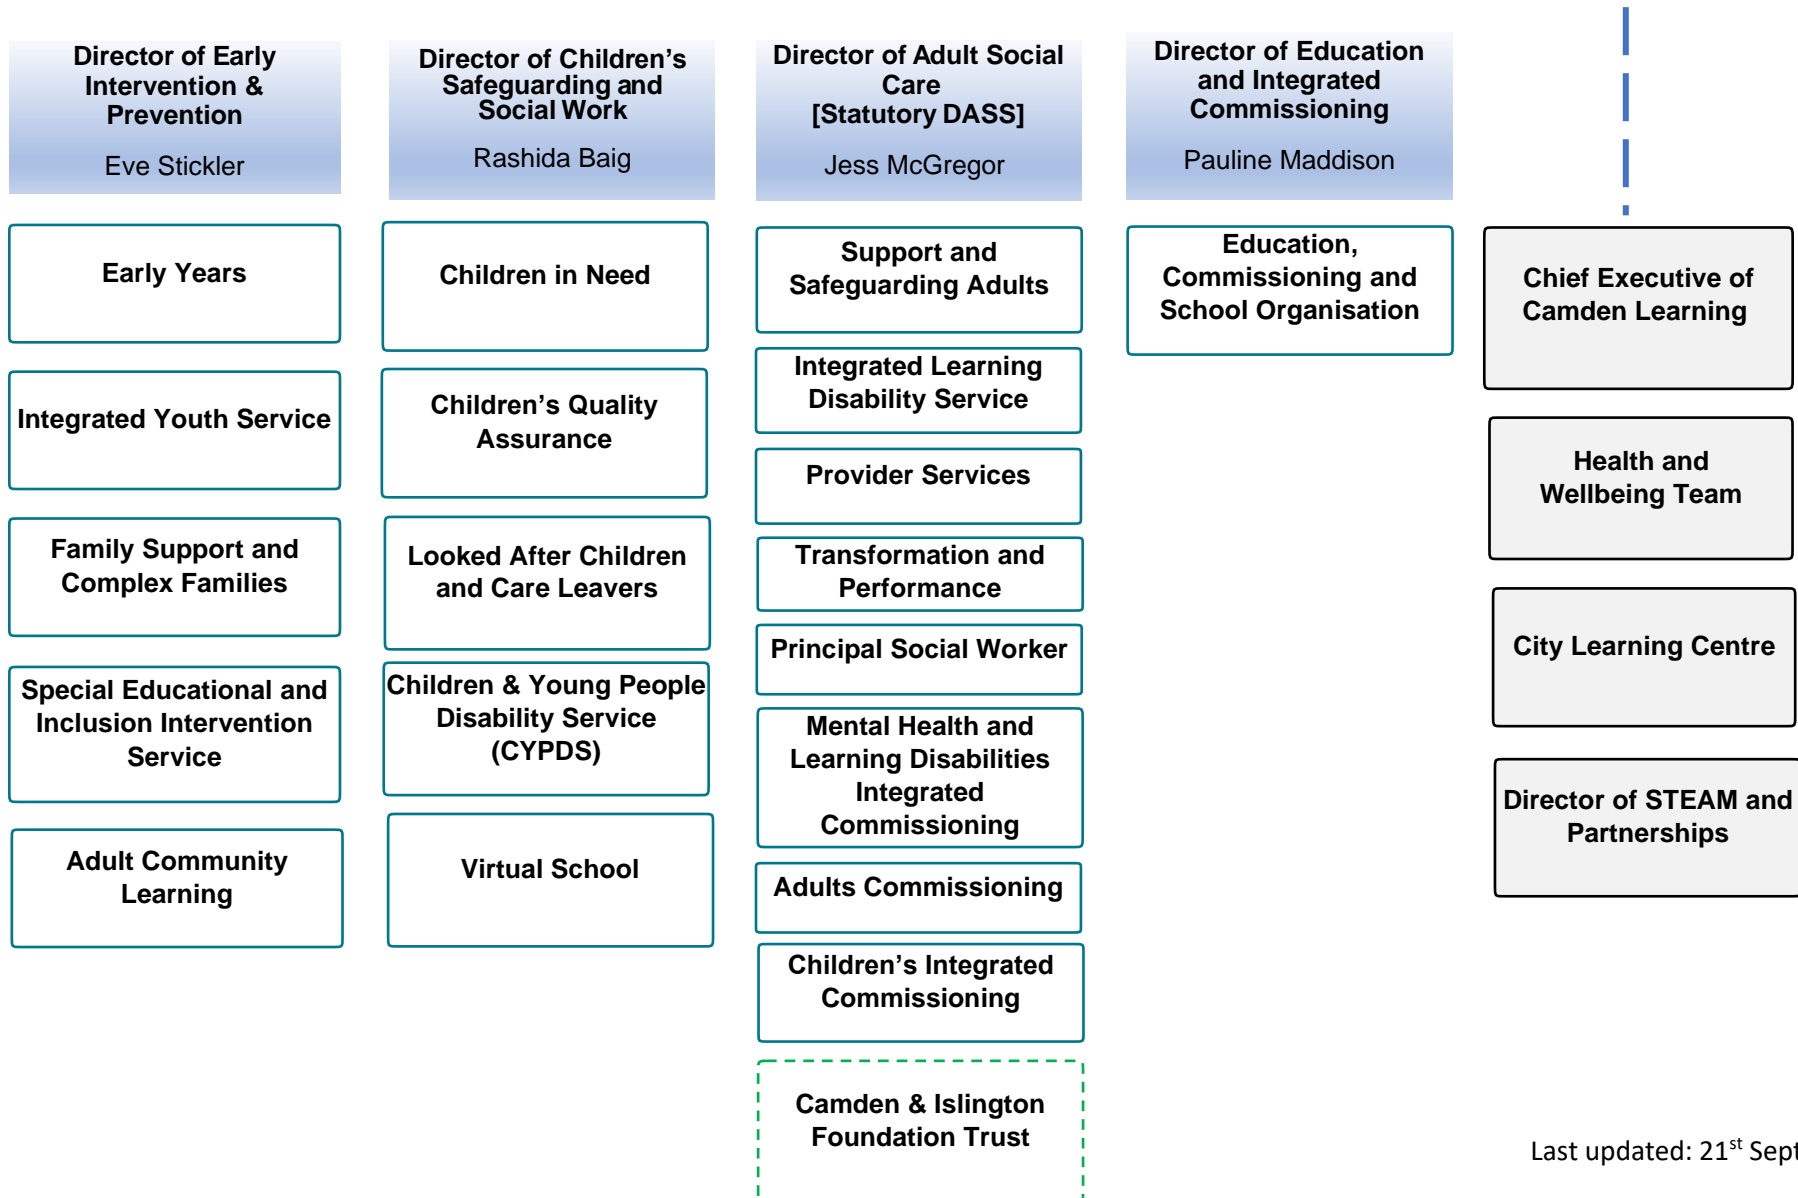 Director of Early
Intervention &
Prevention
Eve Stickler
Early Years
Integrated Youth Service
Family Support and
Complex Families
Special Educational and
Inclusion Intervention
Service
Adult Community
Learning
Director of Children’s
Safeguarding and
Social Work
Rashida Baig
Children in Need
Children’s Quality
Assurance
Looked After Children
and Care Leavers
Children & Young People
Disability Service
(CYPDS)
Virtual School
Director of Adult Social
Care
[Statutory DASS]
Jess McGregor
Support and
Safeguarding Adults
Integrated Learning
Disability Service
Provider Services
Transformation and
Performance
Principal Social Worker
Mental Health and
Learning Disabilities
Integrated
Commissioning
Adults Commissioning
Children’s Integrated
Commissioning
Camden & Islington
Foundation Trust
Director of Education
and Integrated
Commissioning
Pauline Maddison
Education,
Commissioning and
School Organisation
Chief Executive of
Camden Learning
Health and
Wellbeing Team
City Learning Centre
Director of STEAM and
Partnerships
Last updated: 21st Sept